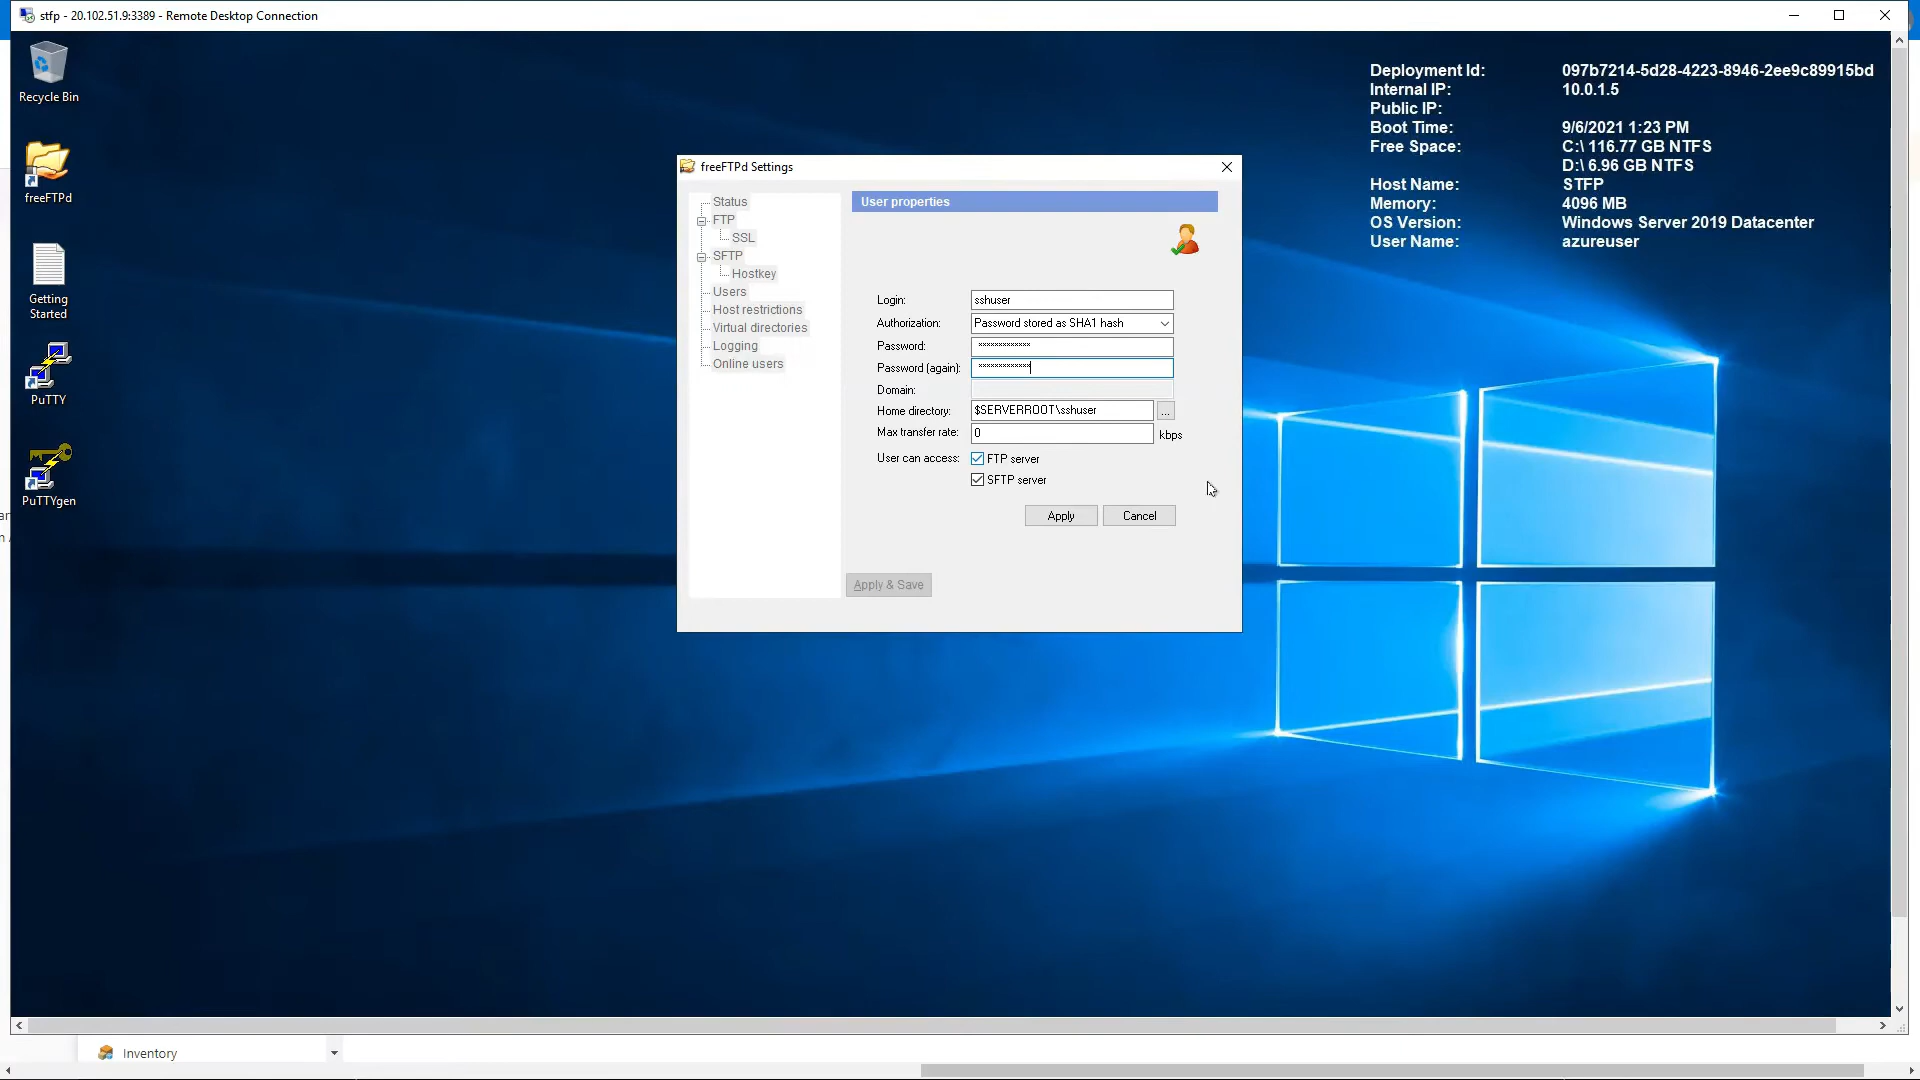 stfp - 20.102.51.9:3389 - Remote Desktop Connection
Recycle Bin
freeFTPd
Getting
Started
PuTTY
PuTTYgen
Deployment Id: 097b7214-5d28-4223-8946-2ee9c89915bd
Internal IP: 10.0.1.5
Public IP:
Boot Time: 9/6/2021 1:23 PM
Free Space: C:\ 116.77 GB NTFS
D:\ 6.96 GB NTFS
Host Name: STFP
Memory: 4096 MB
OS Version: Windows Server 2019 Datacenter
User Name: azureuser
freeFTPd Settings
Status
FTP
SSL
SFTP
Hostkey
Users
Host restrictions
Virtual directories
Logging
Online users
User properties
Login: sshuser
Authorization: Password stored as SHA1 hash
Password: *************
Password (again): *************
Domain:
Home directory: $SERVERROOT\sshuser ...
Max transfer rate: 0 kbps
User can access: FTP server
SFTP server
Apply Cancel
Apply & Save
Inventory